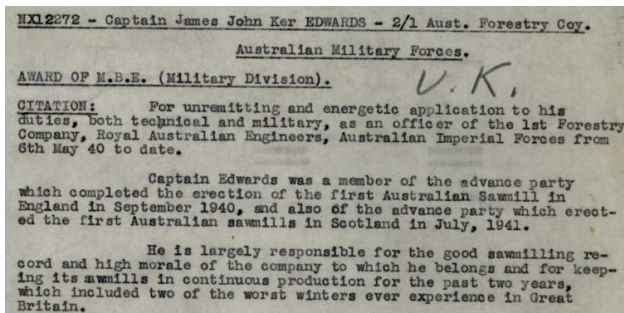 NX12272 - Captain James John Ker EDWARDS - 2/1 Aust. Forestry Coy.
Australian Military Forces.
AWARD OF M.B.E. (Military Division).
U.K.
CITATION: For unremitting and energetic application to his
duties, both technical and military, as an officer of the 1st Forestry
Company, Royal Australian Engineers, Australian Imperial Forces from
6th May 40 to date.
Captain Edwards was a member of the advance party
which completed the erection of the first Australian Sawmill in
England in September 1940, and also of the advance party which erect-
ed the first Australian sawmills in Scotland in July, 1941.
He is largely responsible for the good sawmilling re-
cord and high morale of the company to which he belongs and for keep-
ing its sawmills in continuous production for the past two years,
which included two of the worst winters ever experience in Great
Britain.